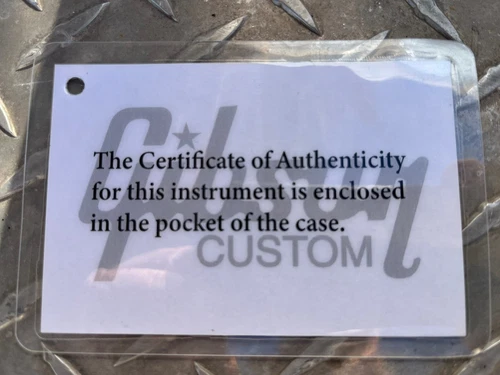 The Certificate of Authenticity
for this instrument is enclosed
in the pocket of the case.
Gibson
CUSTOM